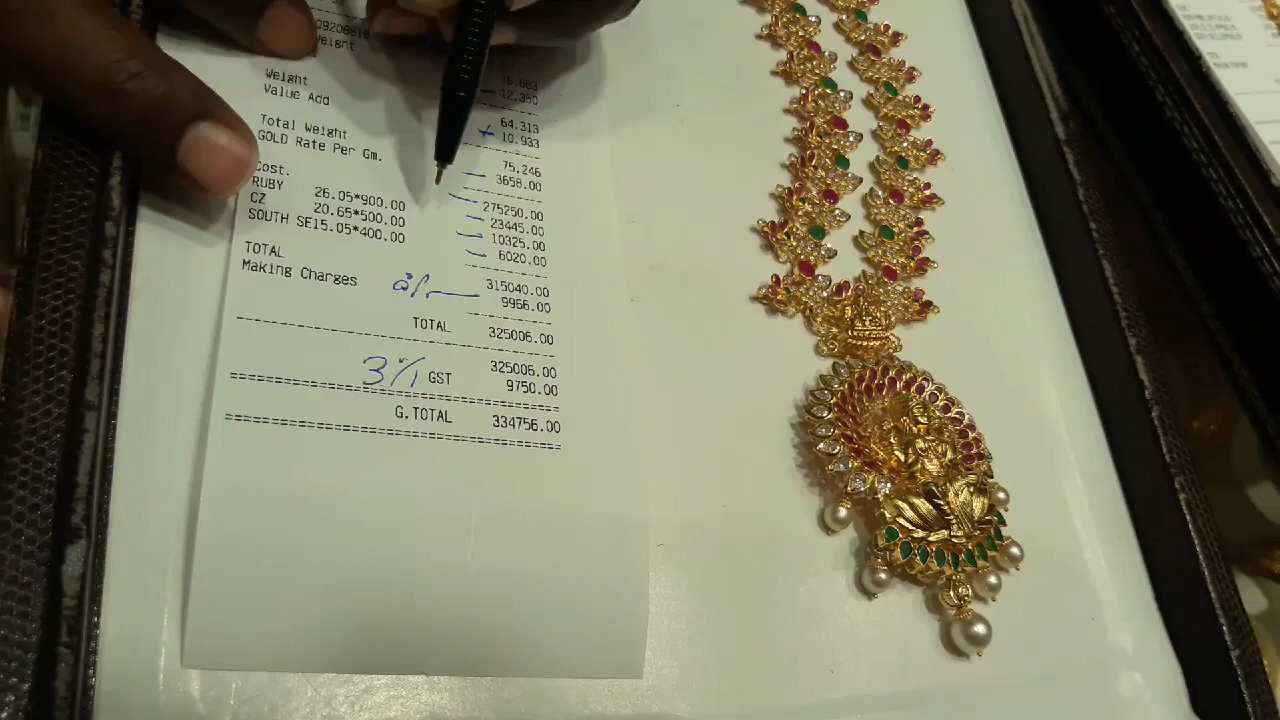 Weight
Weight 76.663
12.350
Value Add 64.313
+ 10.933
Total Weight 75.246
GOLD Rate Per Gm. 3658.00
Cost. 275250.00
RUBY 26.05*900.00 23445.00
CZ 20.65*500.00 10325.00
SOUTH SE15.05*400.00 6020.00
TOTAL 315040.00
Making Charges 9966.00
TOTAL 325006.00
325006.00
3% GST 9750.00
G.TOTAL 334756.00